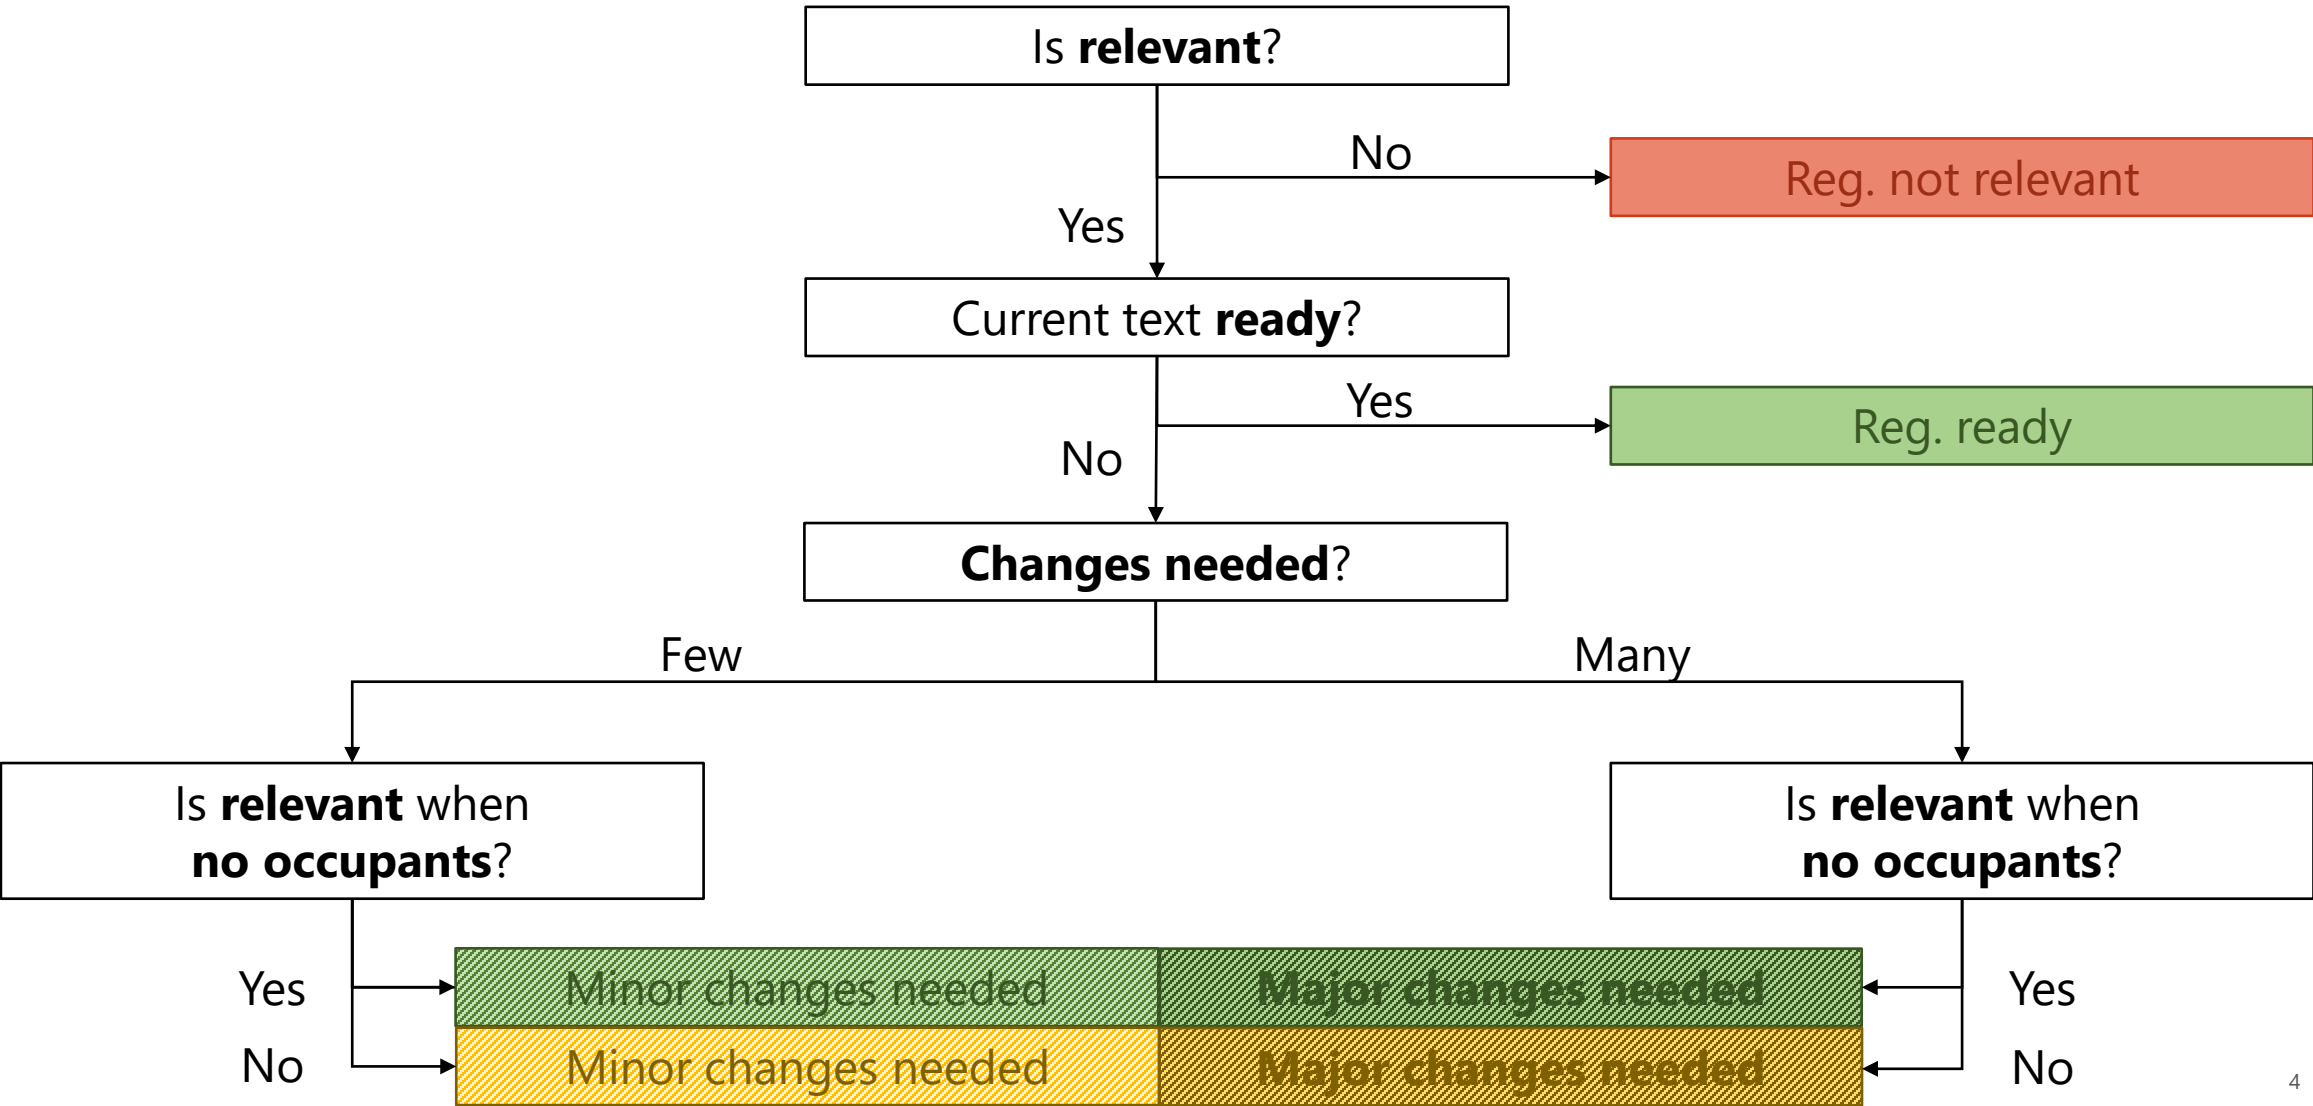 Is relevant?
No
Reg. not relevant
Yes
Current text ready?
Yes
Reg. ready
No
Changes needed?
Few
Many
Is relevant when
no occupants?
Is relevant when
no occupants?
Yes
Minor changes needed
Major changes needed
Yes
No
Minor changes needed
Major changes needed
No
4